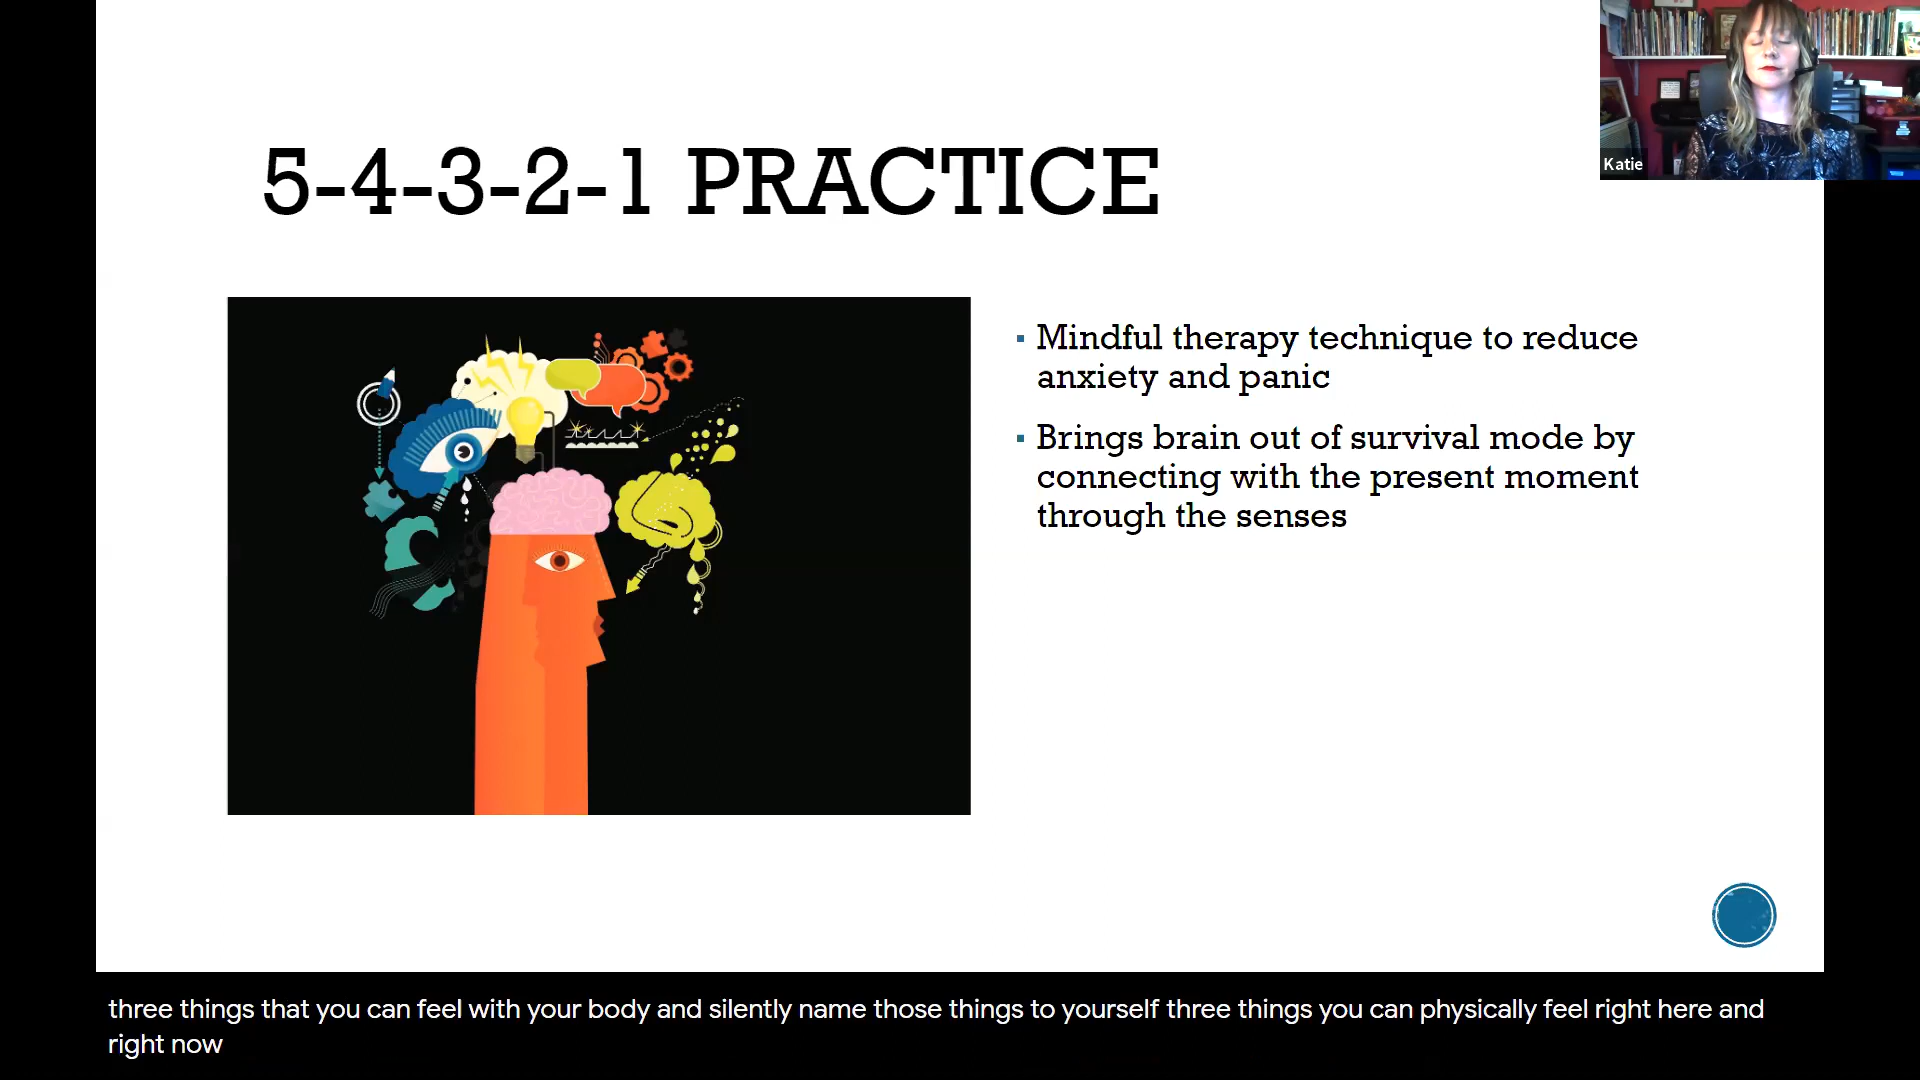 5-4-3-2-1 PRACTICE
Mindful therapy technique to reduce
anxiety and panic
Brings brain out of survival mode by
connecting with the present moment
through the senses
Katie
three things that you can feel with your body and silently name those things to yourself three things you can physically feel right here and
right now